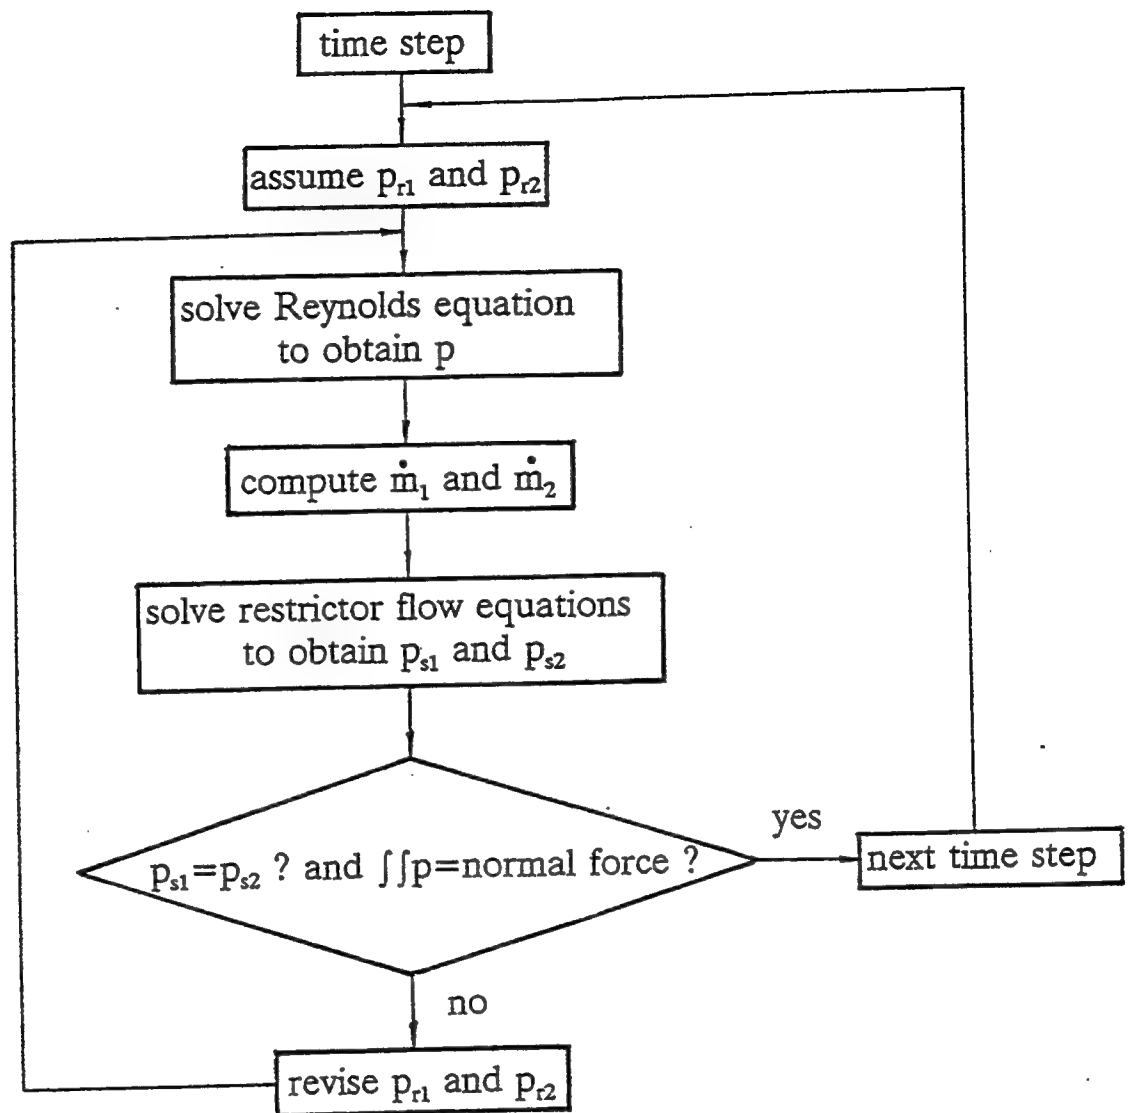 time step
assume pᵣ₁ and pᵣ₂
solve Reynolds equation
to obtain p
compute ṁ₁ and ṁ₂
solve restrictor flow equations
to obtain pₛ₁ and pₛ₂
pₛ₁=pₛ₂ ? and ∫∫p=normal force ?
yes
next time step
no
revise pᵣ₁ and pᵣ₂